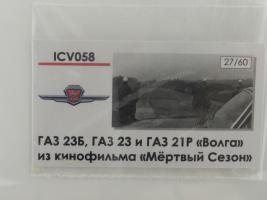 ICV058
27/60
ГАЗ 23Б, ГАЗ 23 и ГАЗ 21Р «Волга»
из кинофильма «Мёртвый Сезон»